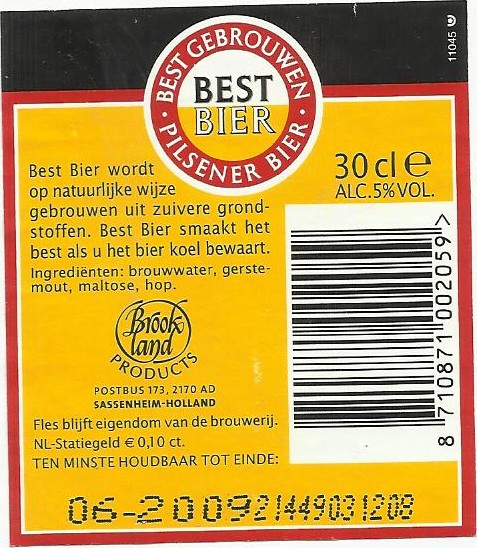 11045
BEST GEBROUWEN
BEST
BIER
PILSENER BIER
30 cl e
ALC. 5% VOL.
Best Bier wordt
op natuurlijke wijze
gebrouwen uit zuivere grond-
stoffen. Best Bier smaakt het
best als u het bier koel bewaart.
Ingrediënten: brouwwater, gerste-
mout, maltose, hop.
Brook
land
PRODUCTS
POSTBUS 173, 2170 AD
SASSENHEIM-HOLLAND
Fles blijft eigendom van de brouwerij.
NL-Statiegeld € 0,10 ct.
TEN MINSTE HOUDBAAR TOT EINDE:
8 710871 002059 >
06-2009 21449031208